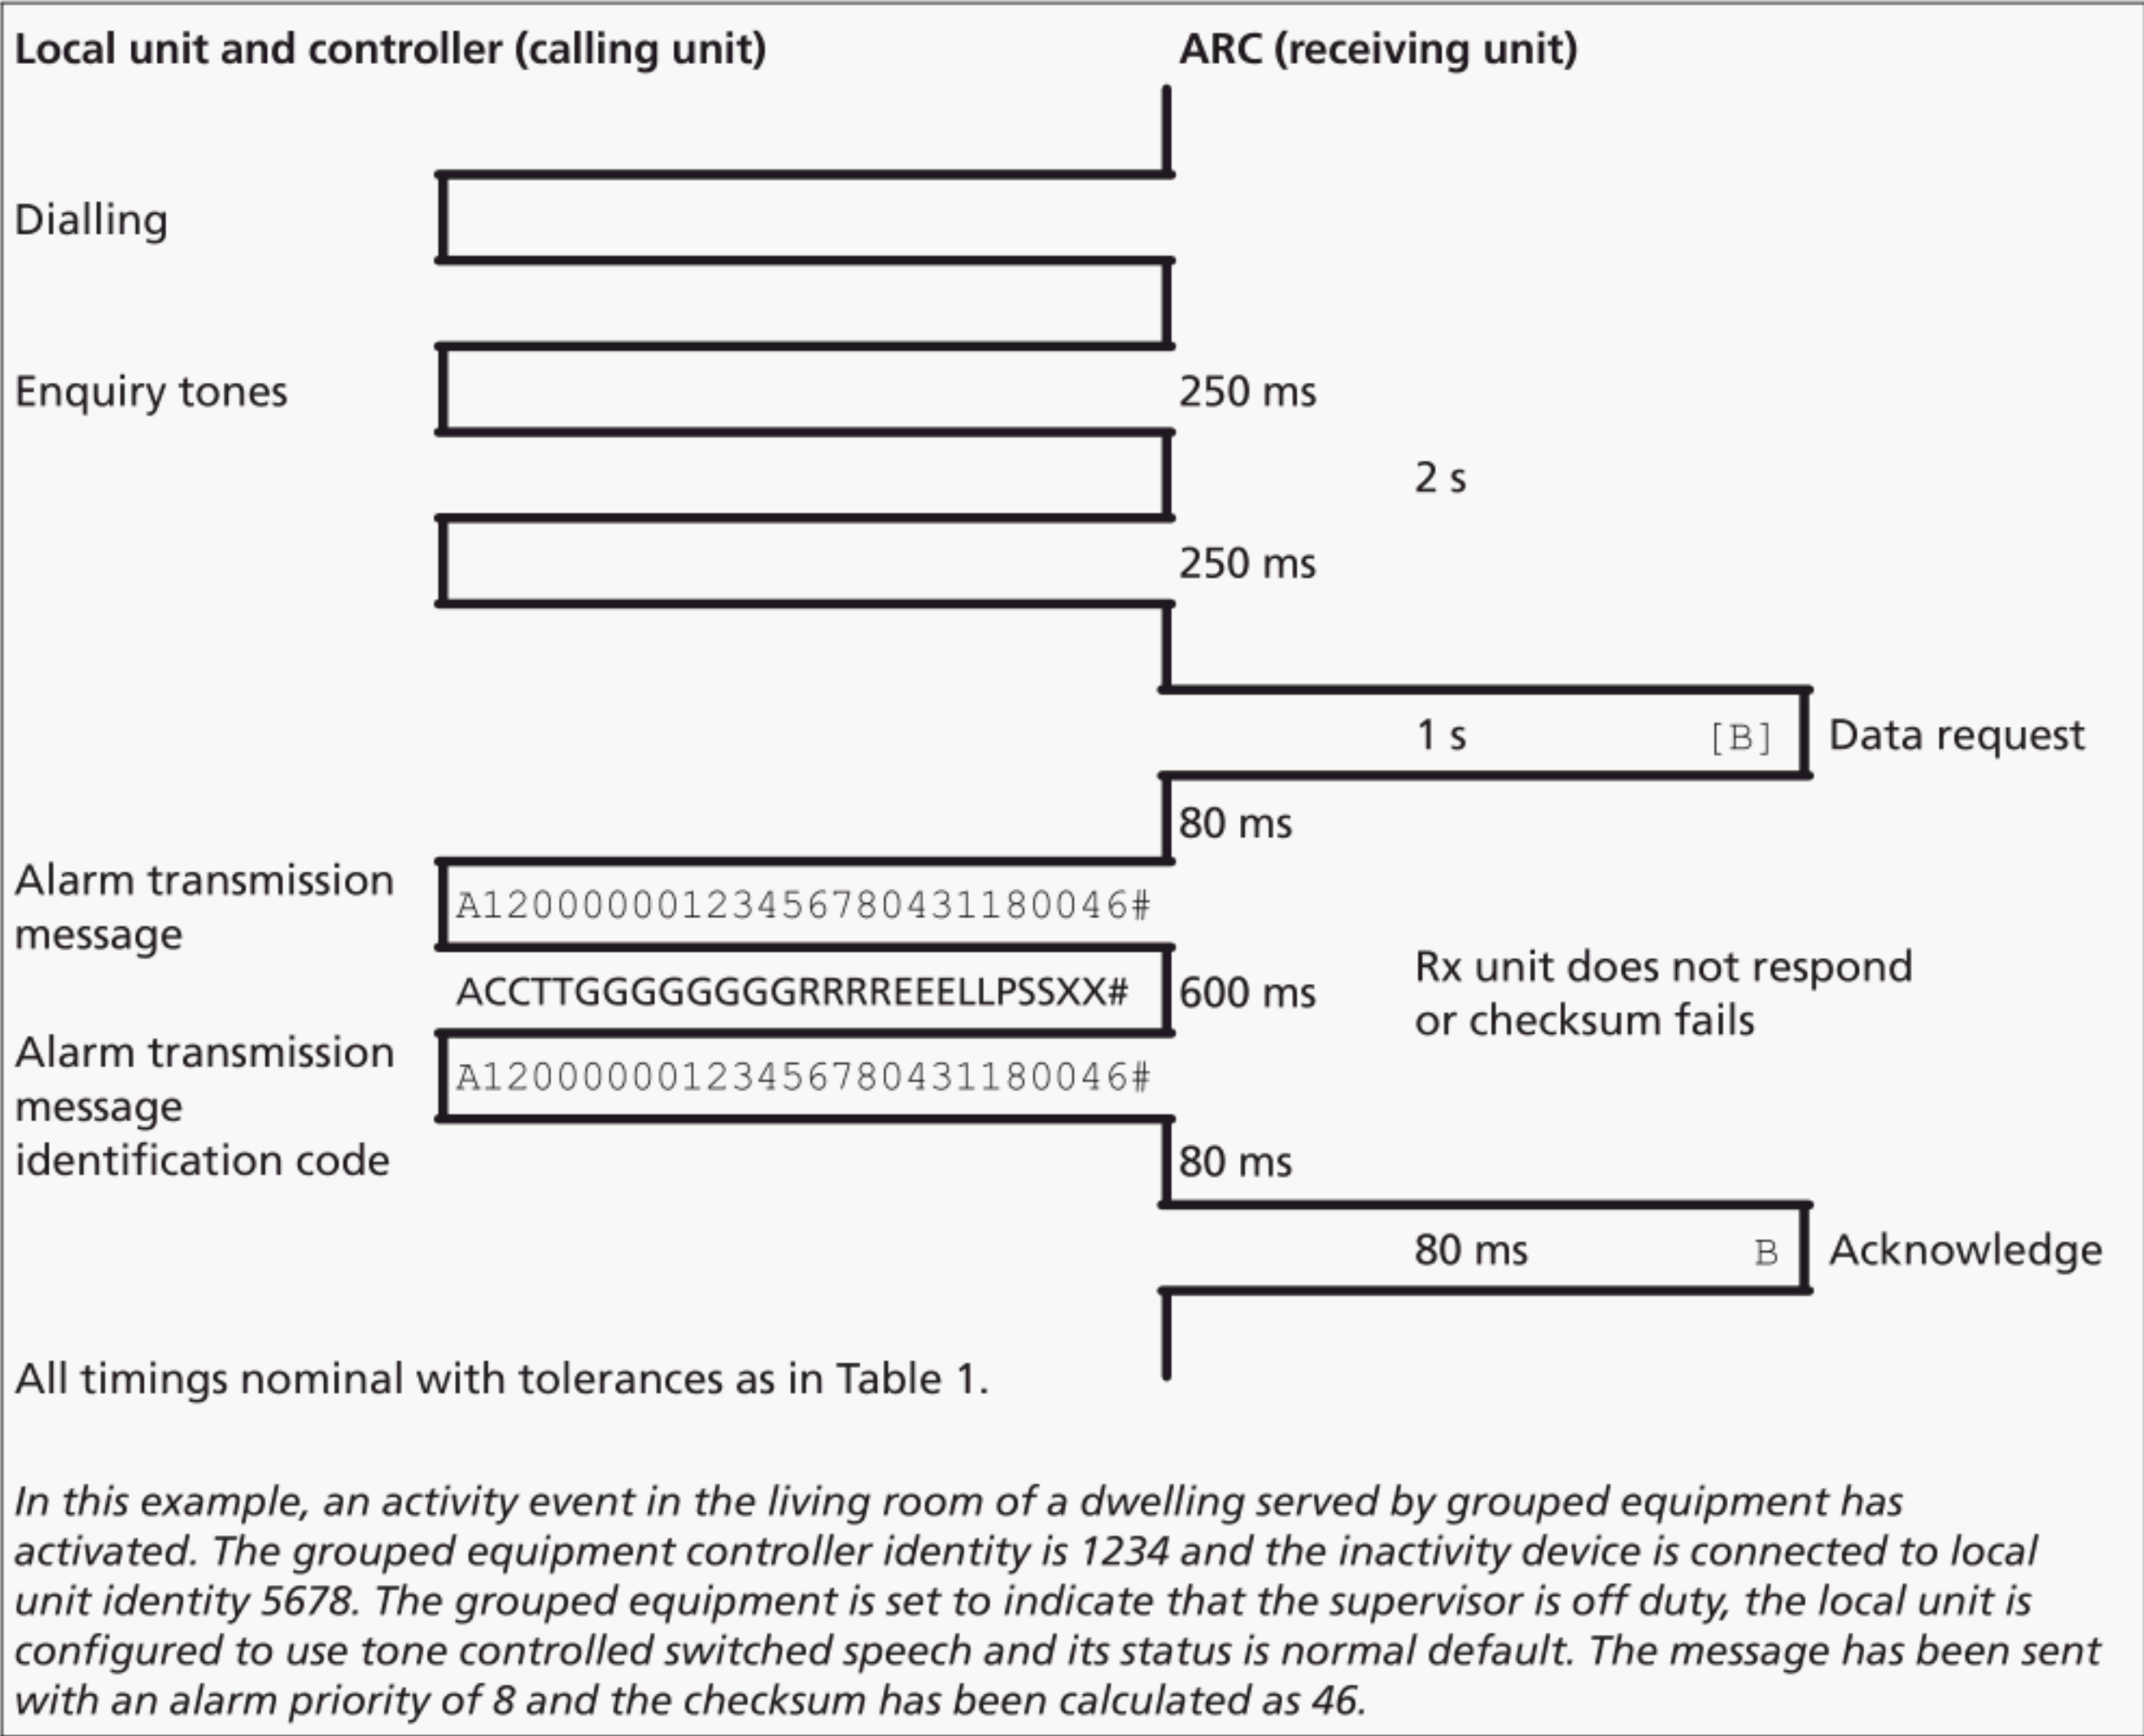 Local unit and controller (calling unit)
ARC (receiving unit)
Dialling
Enquiry tones
250 ms
2 s
250 ms
1 s [B] Data request
80 ms
Alarm transmission
message
A12000000123456780431180046#
ACCTTGGGGGGGGRRRREEELLPSSXX#
600 ms
Rx unit does not respond
or checksum fails
Alarm transmission
message
identification code
A12000000123456780431180046#
80 ms
80 ms B Acknowledge
All timings nominal with tolerances as in Table 1.
In this example, an activity event in the living room of a dwelling served by grouped equipment has
activated. The grouped equipment controller identity is 1234 and the inactivity device is connected to local
unit identity 5678. The grouped equipment is set to indicate that the supervisor is off duty, the local unit is
configured to use tone controlled switched speech and its status is normal default. The message has been sent
with an alarm priority of 8 and the checksum has been calculated as 46.